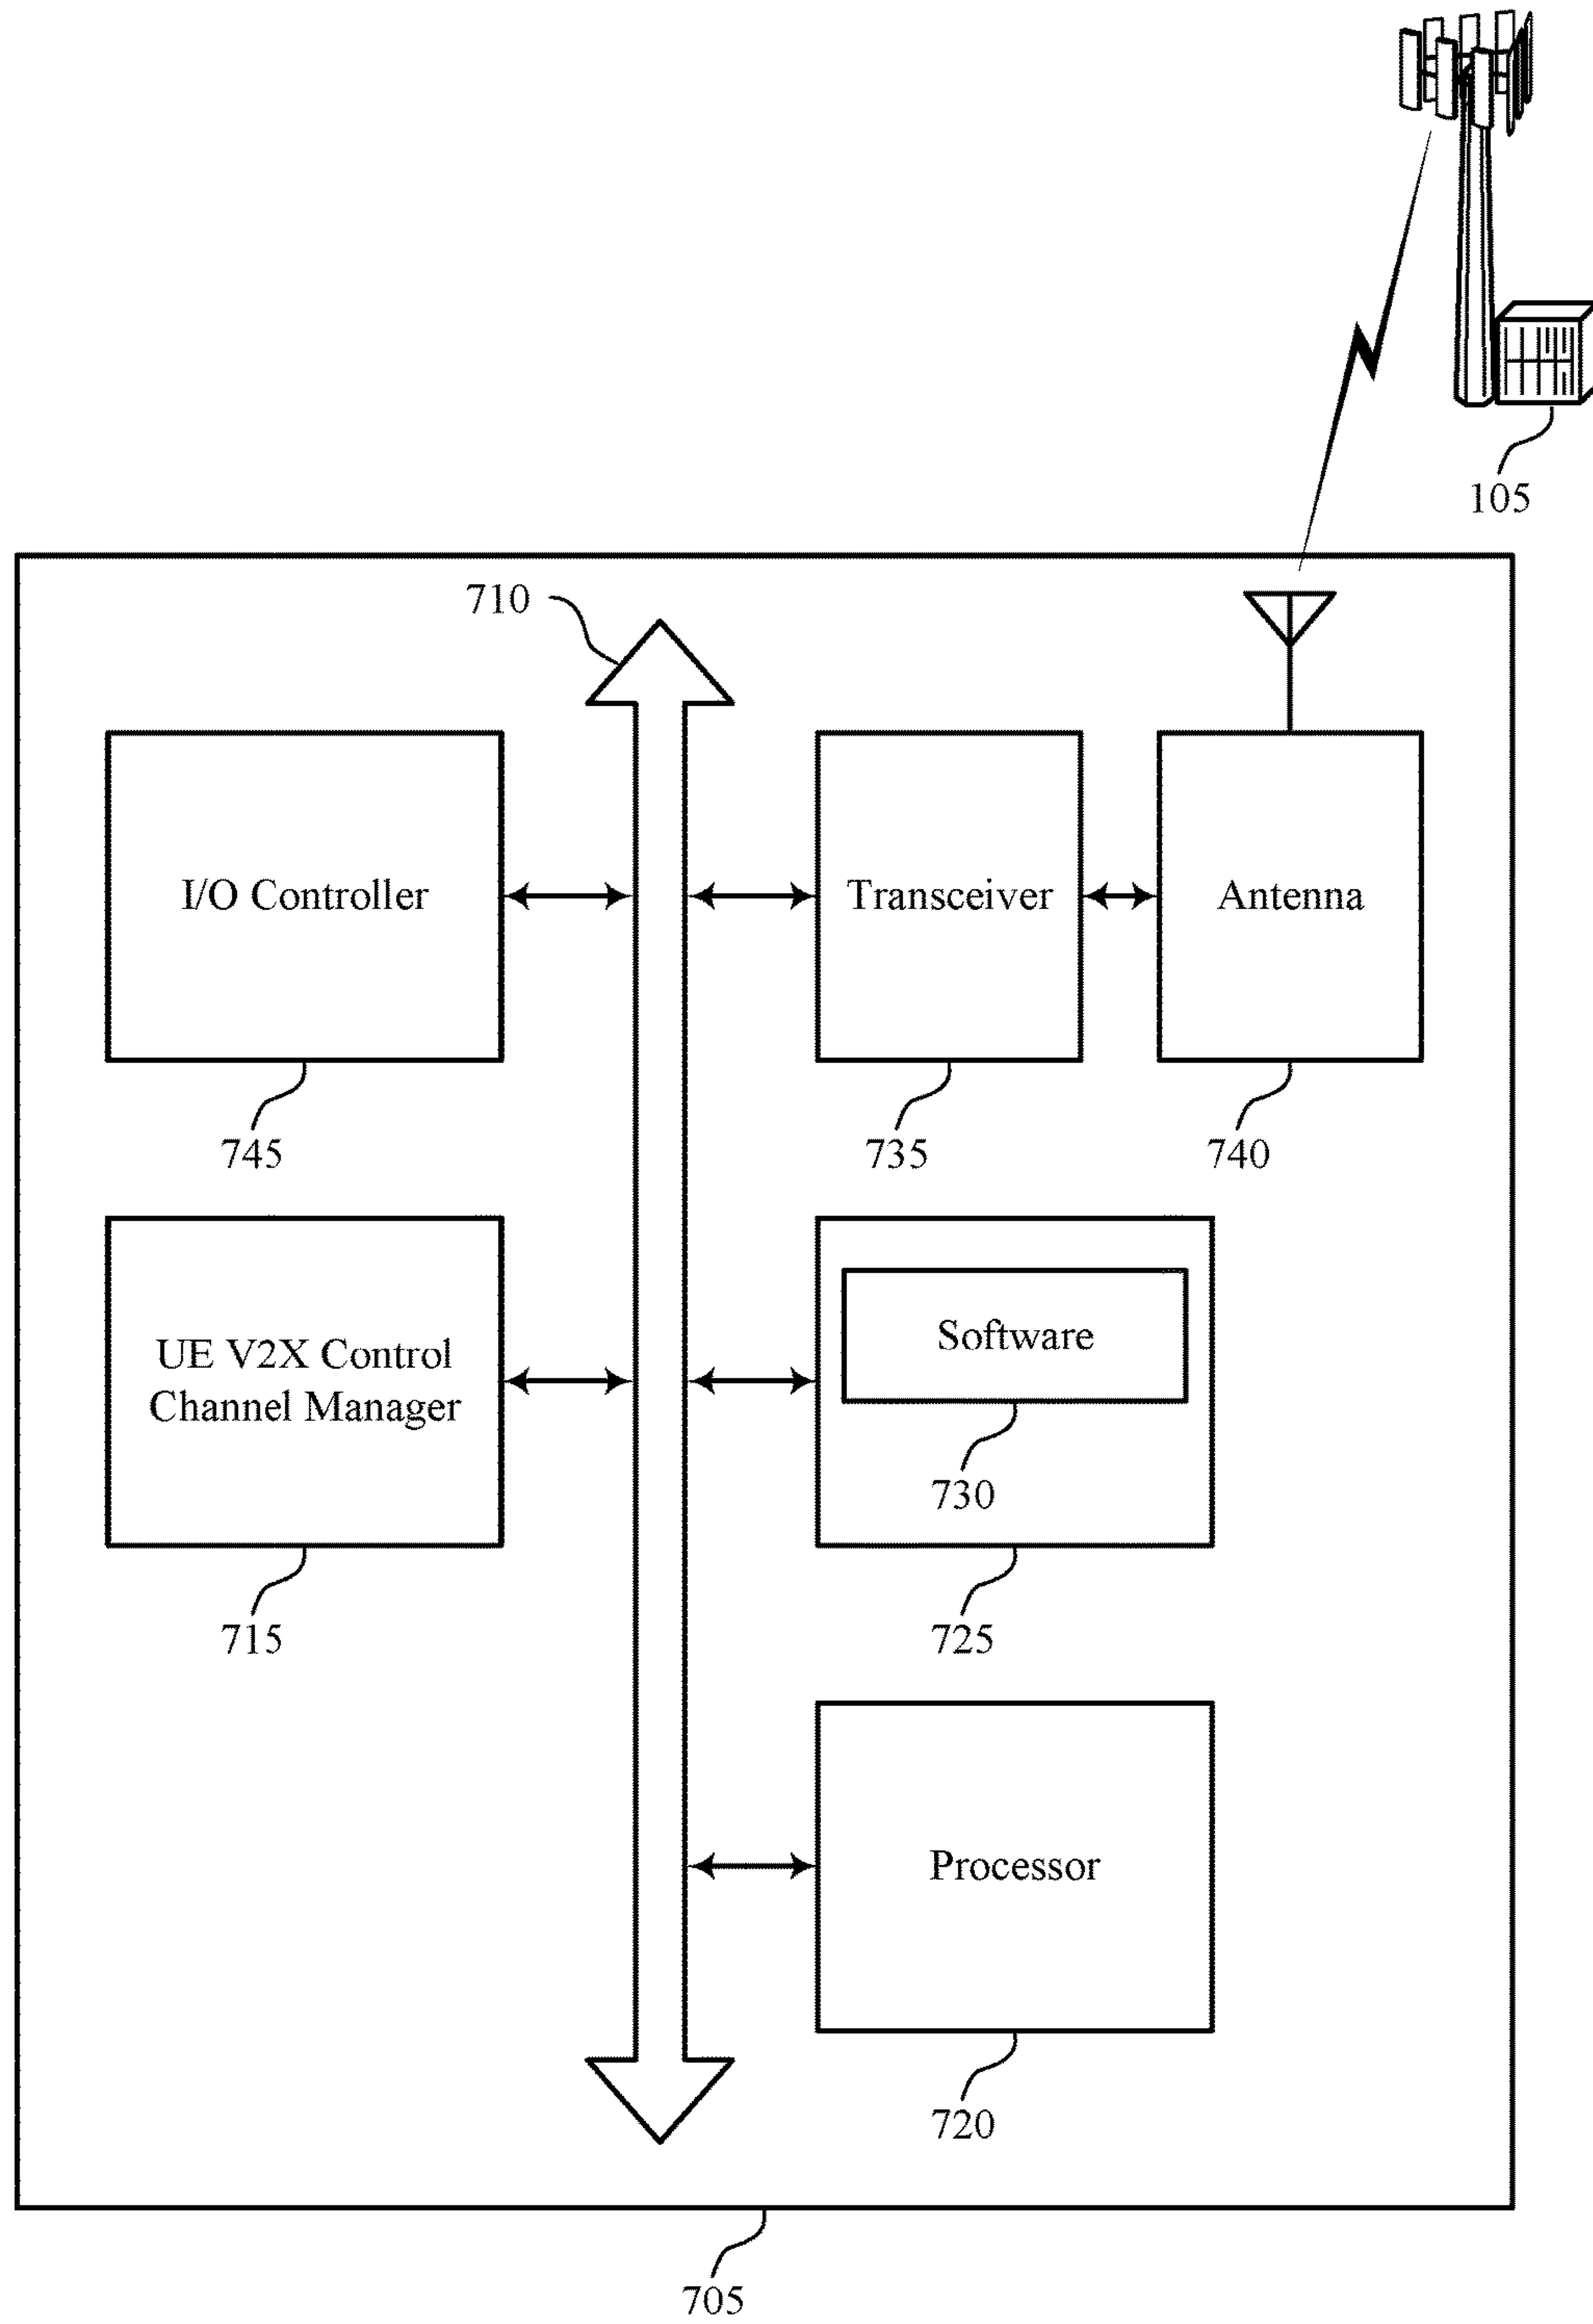 105
710
I/O Controller
Transceiver
Antenna
745
735
740
UE V2X Control
Channel Manager
Software
730
715
725
Processor
720
705